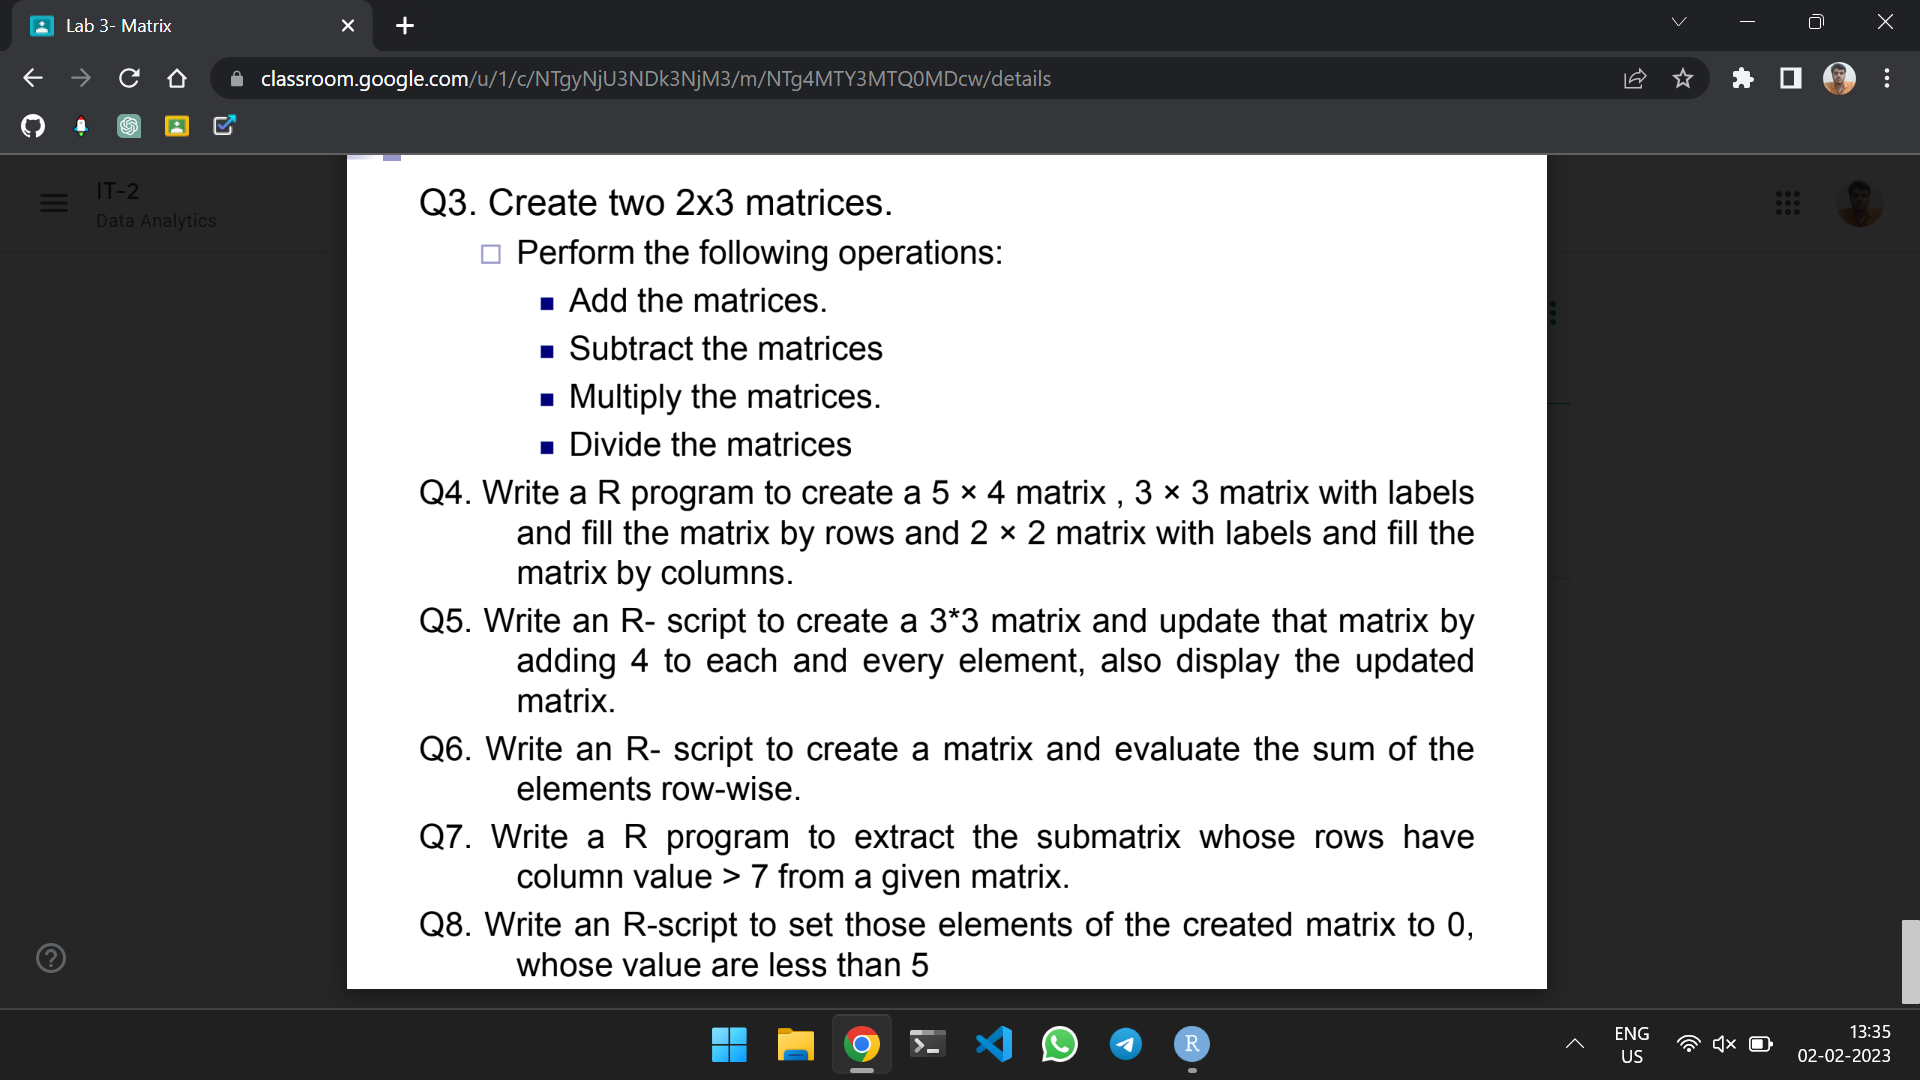 Lab 3- Matrix
classroom.google.com/u/1/c/NTgyNjU3NDk3NjM3/m/NTg4MTY3MTQ0MDcw/details
IT-2
Data Analytics
Q3. Create two 2x3 matrices.
Perform the following operations:
Add the matrices.
Subtract the matrices
Multiply the matrices.
Divide the matrices
Q4. Write a R program to create a 5 × 4 matrix , 3 × 3 matrix with labels
and fill the matrix by rows and 2 × 2 matrix with labels and fill the
matrix by columns.
Q5. Write an R- script to create a 3*3 matrix and update that matrix by
adding 4 to each and every element, also display the updated
matrix.
Q6. Write an R- script to create a matrix and evaluate the sum of the
elements row-wise.
Q7. Write a R program to extract the submatrix whose rows have
column value > 7 from a given matrix.
Q8. Write an R-script to set those elements of the created matrix to 0,
whose value are less than 5
R
ENG
US
13:35
02-02-2023